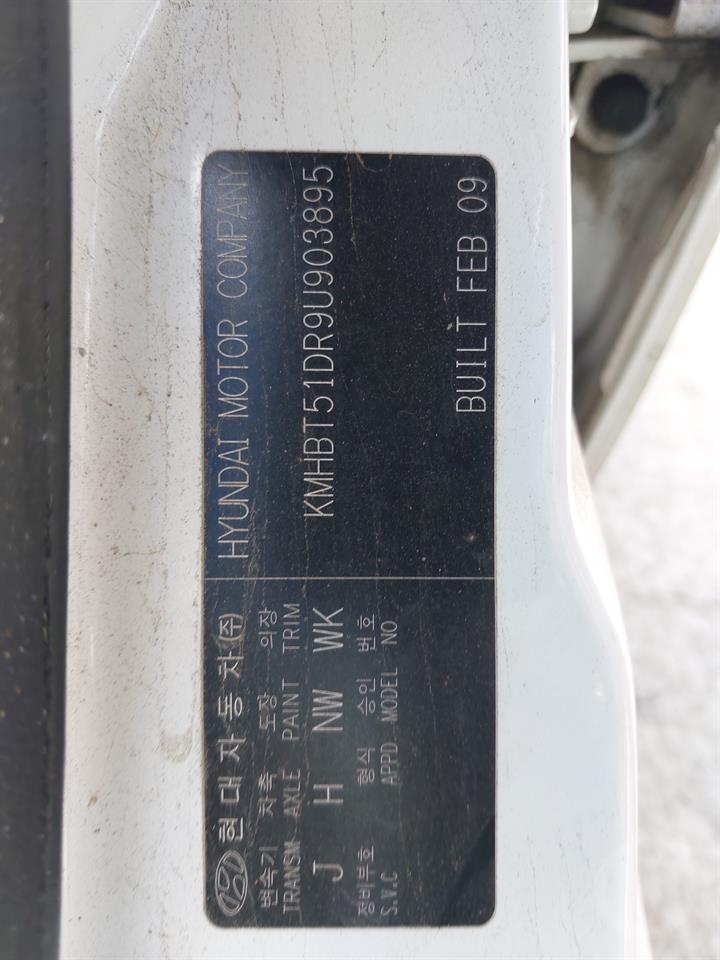 현대자동차(주) HYUNDAI MOTOR COMPANY
변속기 차축 도장 의장
TRANSM AXLE PAINT TRIM
J H NW WK KMHBT51DR9U903895
정비부호 형식 승인 번호
S.V.C APPD MODEL NO
BUILT FEB 09